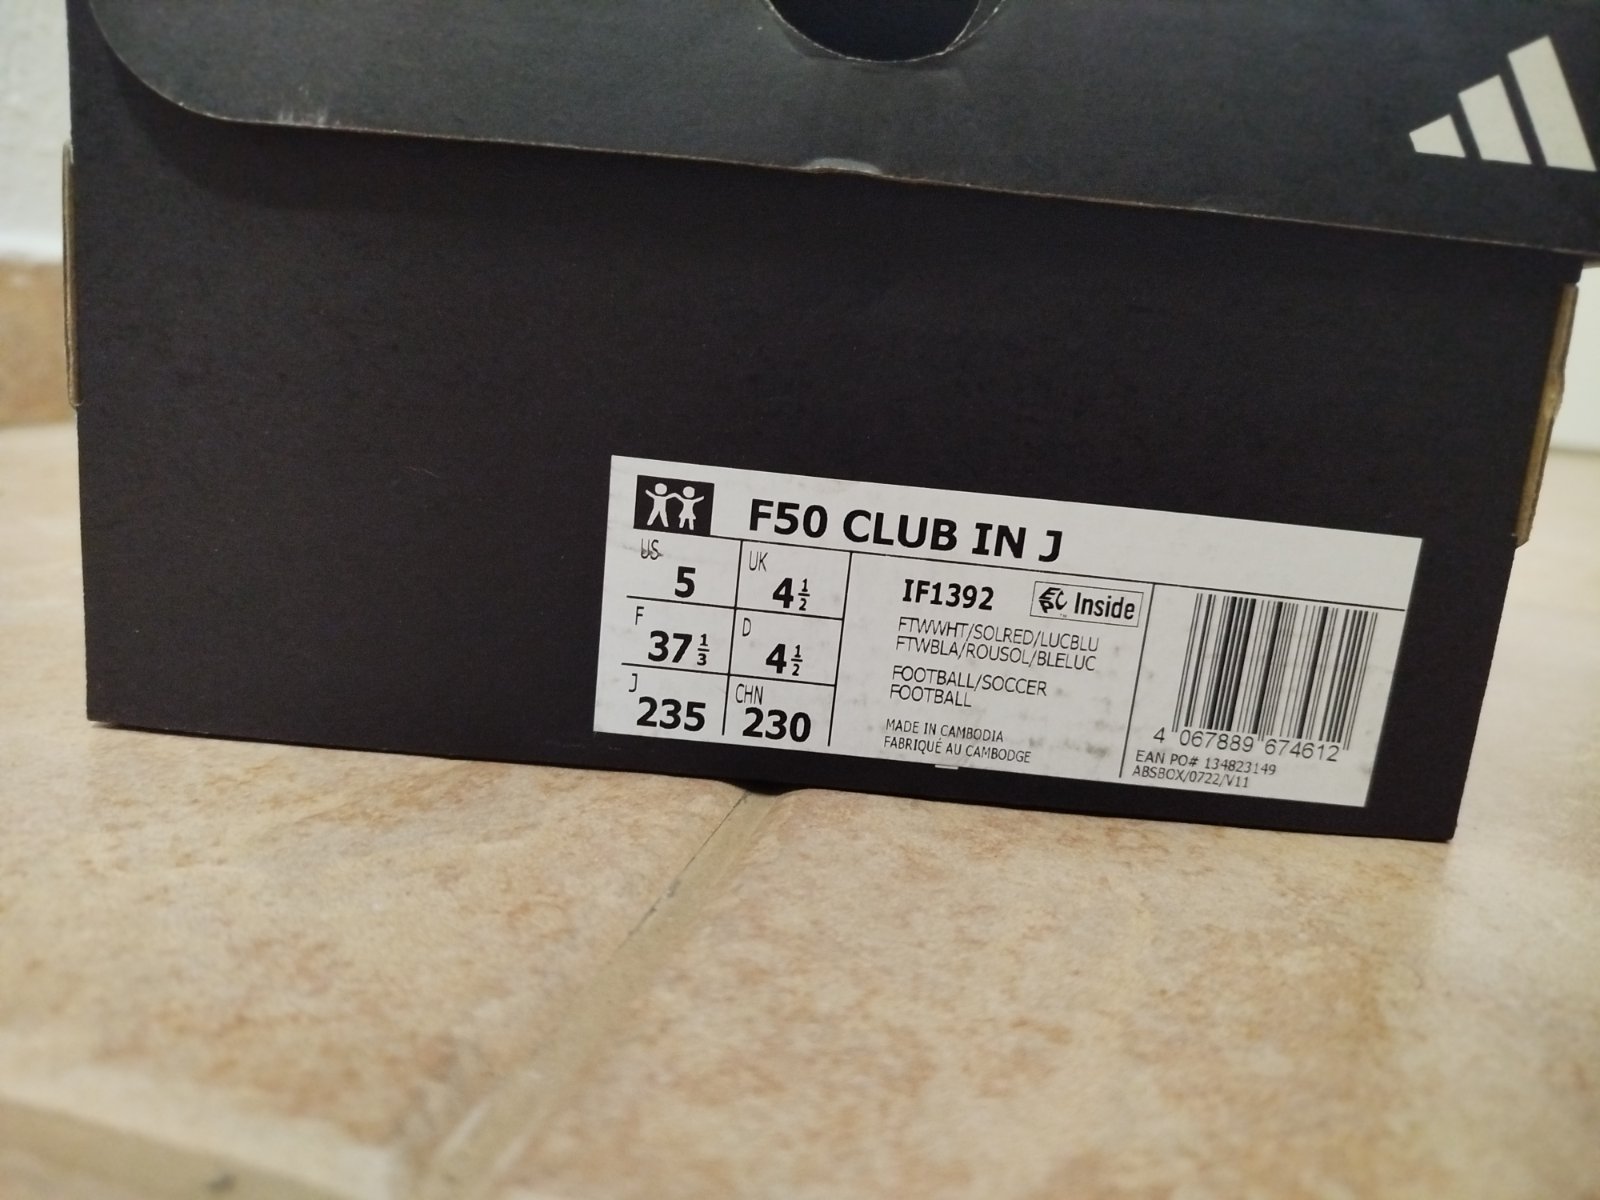 F50 CLUB IN J
US
5
UK
4 1/2
F
37 1/3
D
4 1/2
J
235
CHN
230
IF1392
EPC Inside
FTWWHT/SOLRED/LUCBLU
FTWBLA/ROUSOL/BLELUC
FOOTBALL/SOCCER
FOOTBALL
MADE IN CAMBODIA
FABRIQUÉ AU CAMBODGE
4 067889 674612
EAN PO# 134823149
ABSBOX/0722/V11